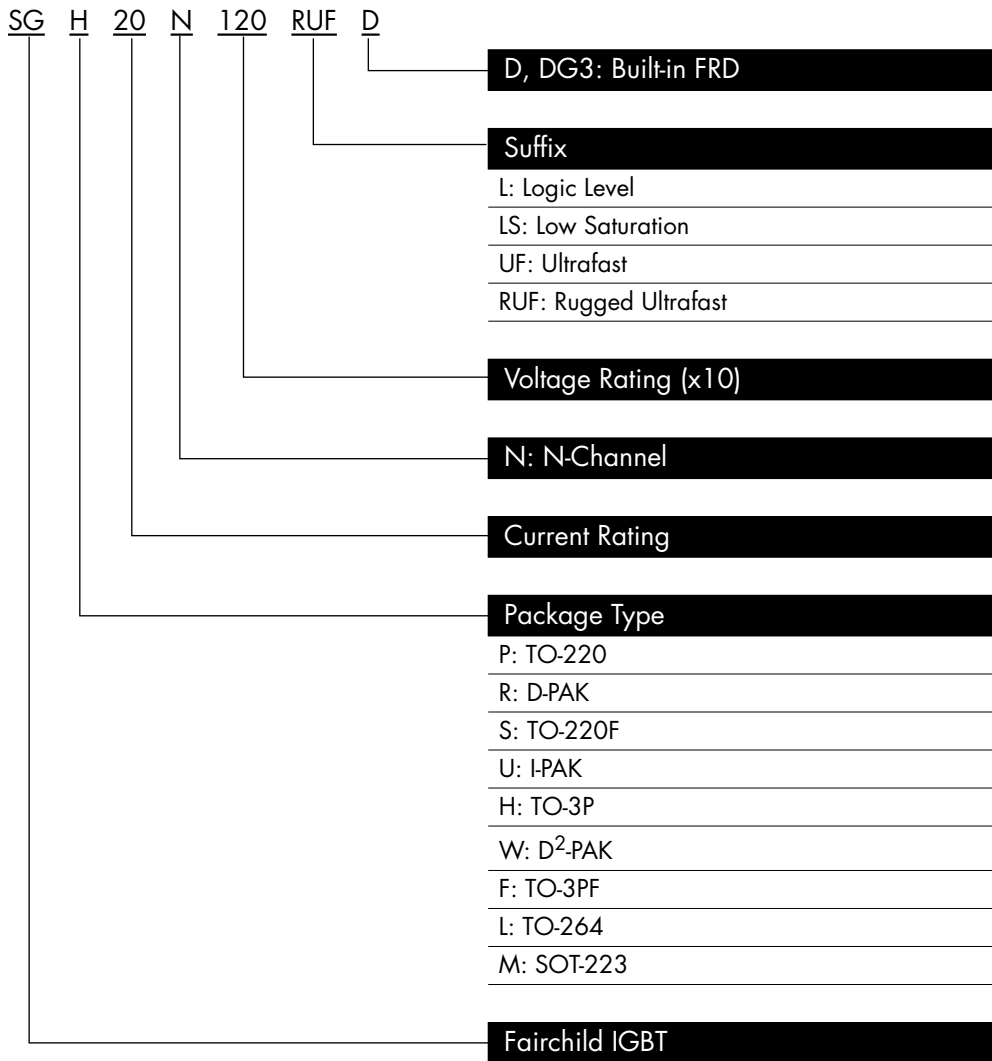 SG H 20 N 120 RUF D
D, DG3: Built-in FRD
Suffix
L: Logic Level
LS: Low Saturation
UF: Ultrafast
RUF: Rugged Ultrafast
Voltage Rating (x10)
N: N-Channel
Current Rating
Package Type
P: TO-220
R: D-PAK
S: TO-220F
U: I-PAK
H: TO-3P
W: D²-PAK
F: TO-3PF
L: TO-264
M: SOT-223
Fairchild IGBT